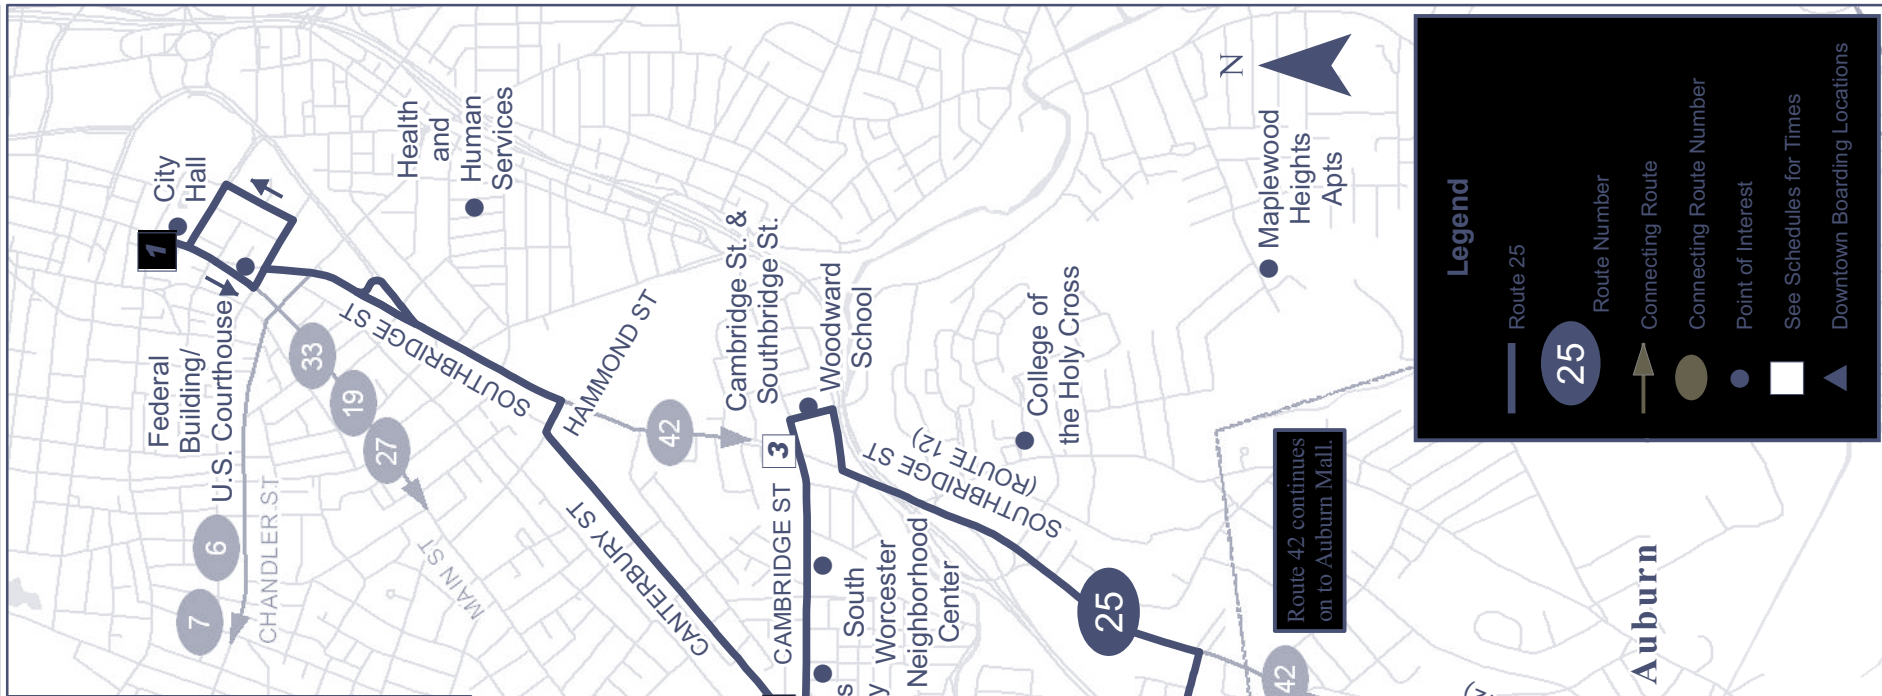 1
City
Hall
Federal
Building/
U.S. Courthouse
Health
and
Human
Services
33
19
27
6
7
CHANDLER ST
MAIN ST
SOUTHBRIDGE ST
HAMMOND ST
CANTERBURY ST
42
Cambridge St. &
Southbridge St.
3
Woodward
School
CAMBRIDGE ST
South
Worcester
Neighborhood
Center
s
y
SOUTHBRIDGE ST
(ROUTE 12)
College of
the Holy Cross
25
42
N
Maplewood
Heights
Apts
Route 42 continues
on to Auburn Mall.
Auburn
Legend
Route 25
25
Route Number
Connecting Route
Connecting Route Number
Point of Interest
See Schedules for Times
Downtown Boarding Locations